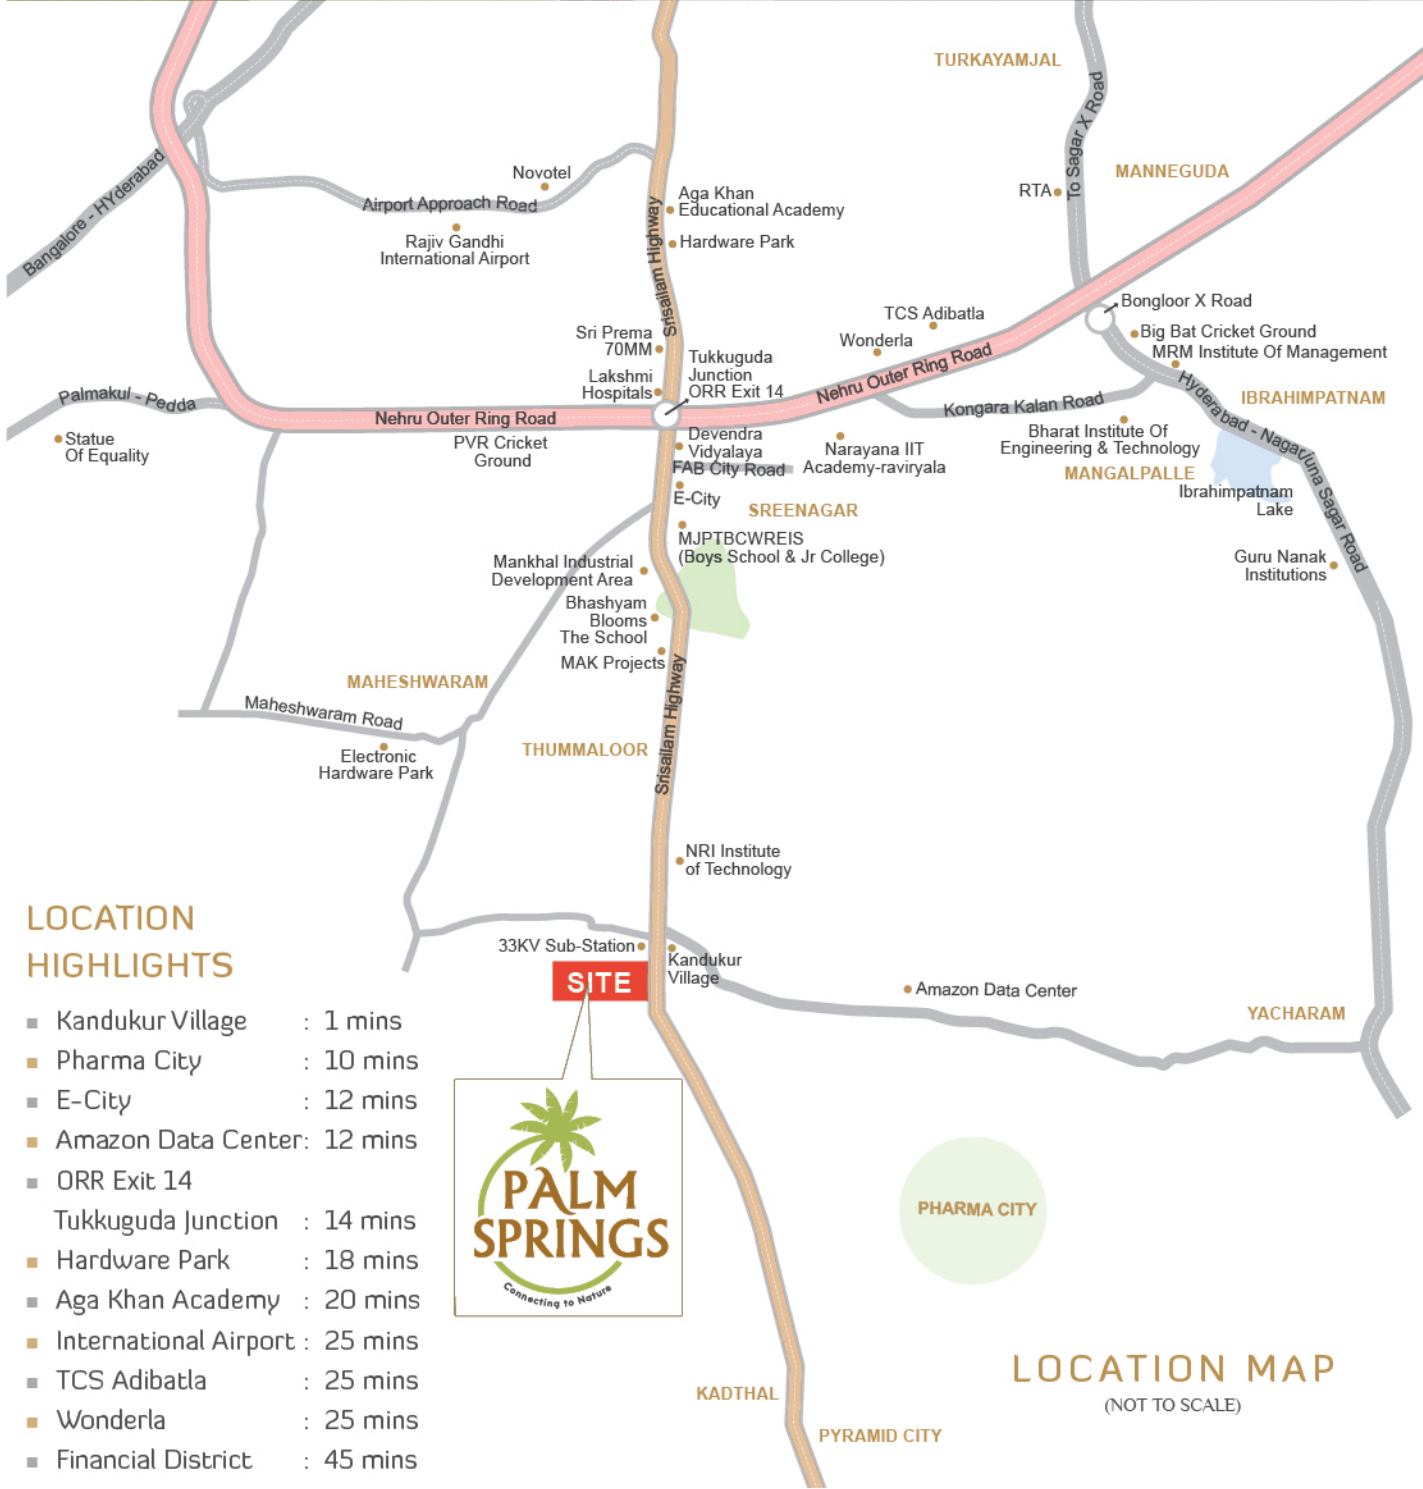 TURKAYAMJAL
To Sagar X Road
MANNEGUDA
RTA
Bangalore - HYderabad
Novotel
Airport Approach Road
Rajiv Gandhi
International Airport
Srisailam Highway
Aga Khan
Educational Academy
Hardware Park
Bongloor X Road
Big Bat Cricket Ground
MRM Institute Of Management
TCS Adibatla
Wonderla
Sri Prema
70MM
Lakshmi
Hospitals
Tukkuguda
Junction
ORR Exit 14
Nehru Outer Ring Road
Palmakul - Pedda
Statue
Of Equality
Nehru Outer Ring Road
PVR Cricket
Ground
Devendra
Vidyalaya
FAB City Road
E-City
Narayana IIT
Academy-raviryala
Kongara Kalan Road
Bharat Institute Of
Engineering & Technology
MANGALPALLE
IBRAHIMPATNAM
Hyderabad - Nagarjuna Sagar Road
Ibrahimpatnam
Lake
Guru Nanak
Institutions
SREENAGAR
MJPTBCWREIS
(Boys School & Jr College)
Mankhal Industrial
Development Area
Bhashyam
Blooms
The School
MAK Projects
MAHESHWARAM
Maheshwaram Road
Electronic
Hardware Park
THUMMALOOR
Srisailam Highway
NRI Institute
of Technology
33KV Sub-Station
SITE
Kandukur
Village
Amazon Data Center
YACHARAM
PALM
SPRINGS
Connecting to Nature
PHARMA CITY
KADTHAL
PYRAMID CITY
LOCATION
HIGHLIGHTS
Kandukur Village : 1 mins
Pharma City : 10 mins
E-City : 12 mins
Amazon Data Center : 12 mins
ORR Exit 14
Tukkuguda Junction : 14 mins
Hardware Park : 18 mins
Aga Khan Academy : 20 mins
International Airport : 25 mins
TCS Adibatla : 25 mins
Wonderla : 25 mins
Financial District : 45 mins
LOCATION MAP
(NOT TO SCALE)